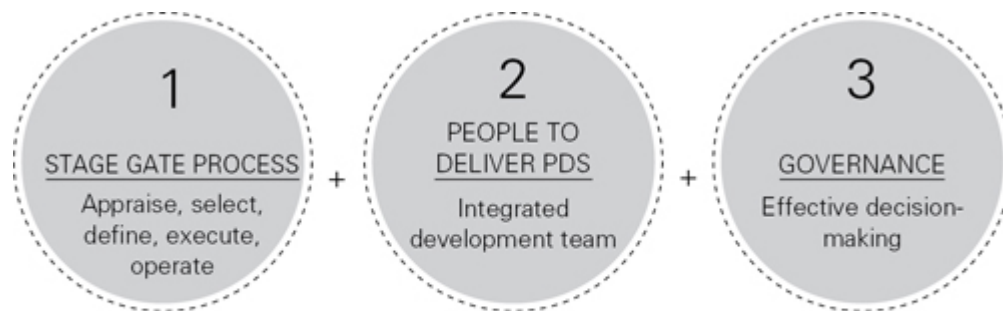 1
STAGE GATE PROCESS
Appraise, select,
define, execute,
operate
+
2
PEOPLE TO
DELIVER PDS
Integrated
development team
+
3
GOVERNANCE
Effective decision-
making